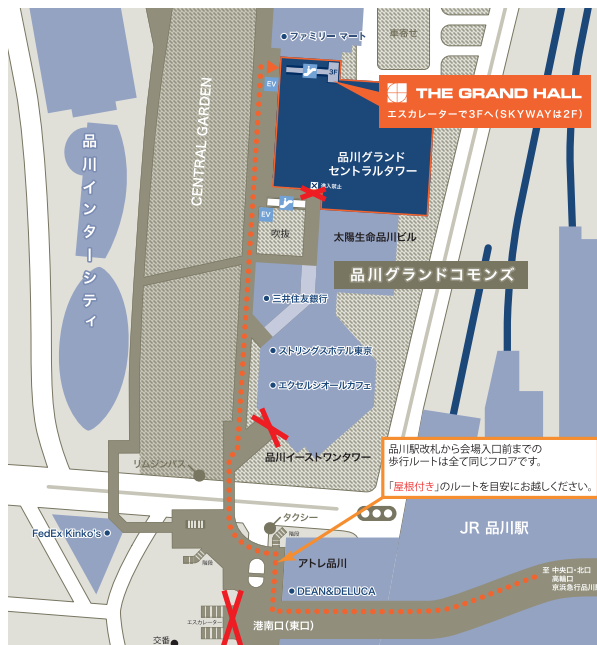 ファミリー マート
車寄せ
3F
EV
THE GRAND HALL
エスカレーターで3Fへ(SKYWAYは2F)
CENTRAL GARDEN
品川インターシティ
品川グランド
セントラルタワー
進入禁止
EV
吹抜
太陽生命品川ビル
品川グランドコモンズ
三井住友銀行
ストリングスホテル東京
エクセルシオールカフェ
品川イーストワンタワー
品川駅改札から会場入口前までの
歩行ルートは全て同じフロアです。
「屋根付き」のルートを目安にお越しください。
リムジンバス
タクシー
階段
FedEx Kinko's
階段
アトレ品川
JR 品川駅
DEAN&DELUCA
至 中央口・北口
高輪口
京浜急行品川
エスカレーター
港南口(東口)
交番